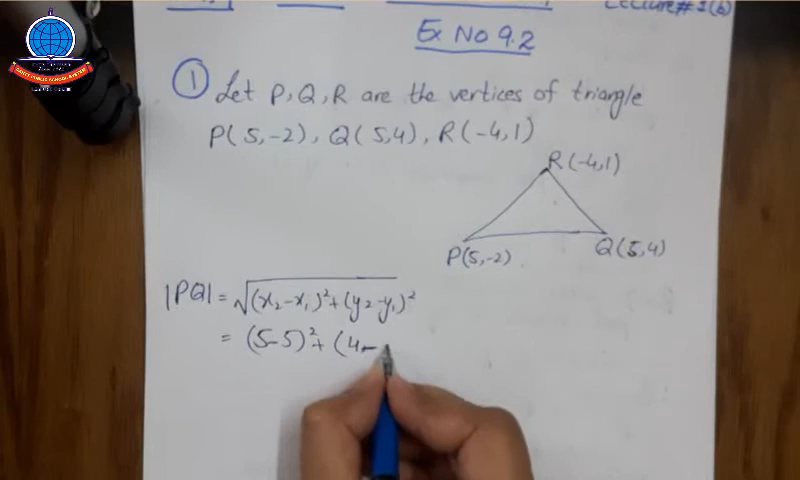 Lecture # 1(b)
Ex No 9.2
① Let P, Q, R are the vertices of triangle
P(5,-2), Q(5,4), R(-4,1)
R(-4,1)
P(5,-2) Q(5,4)
|PQ| = √(x₂-x₁)²+(y₂-y₁)²
= (5-5)²+ (4-